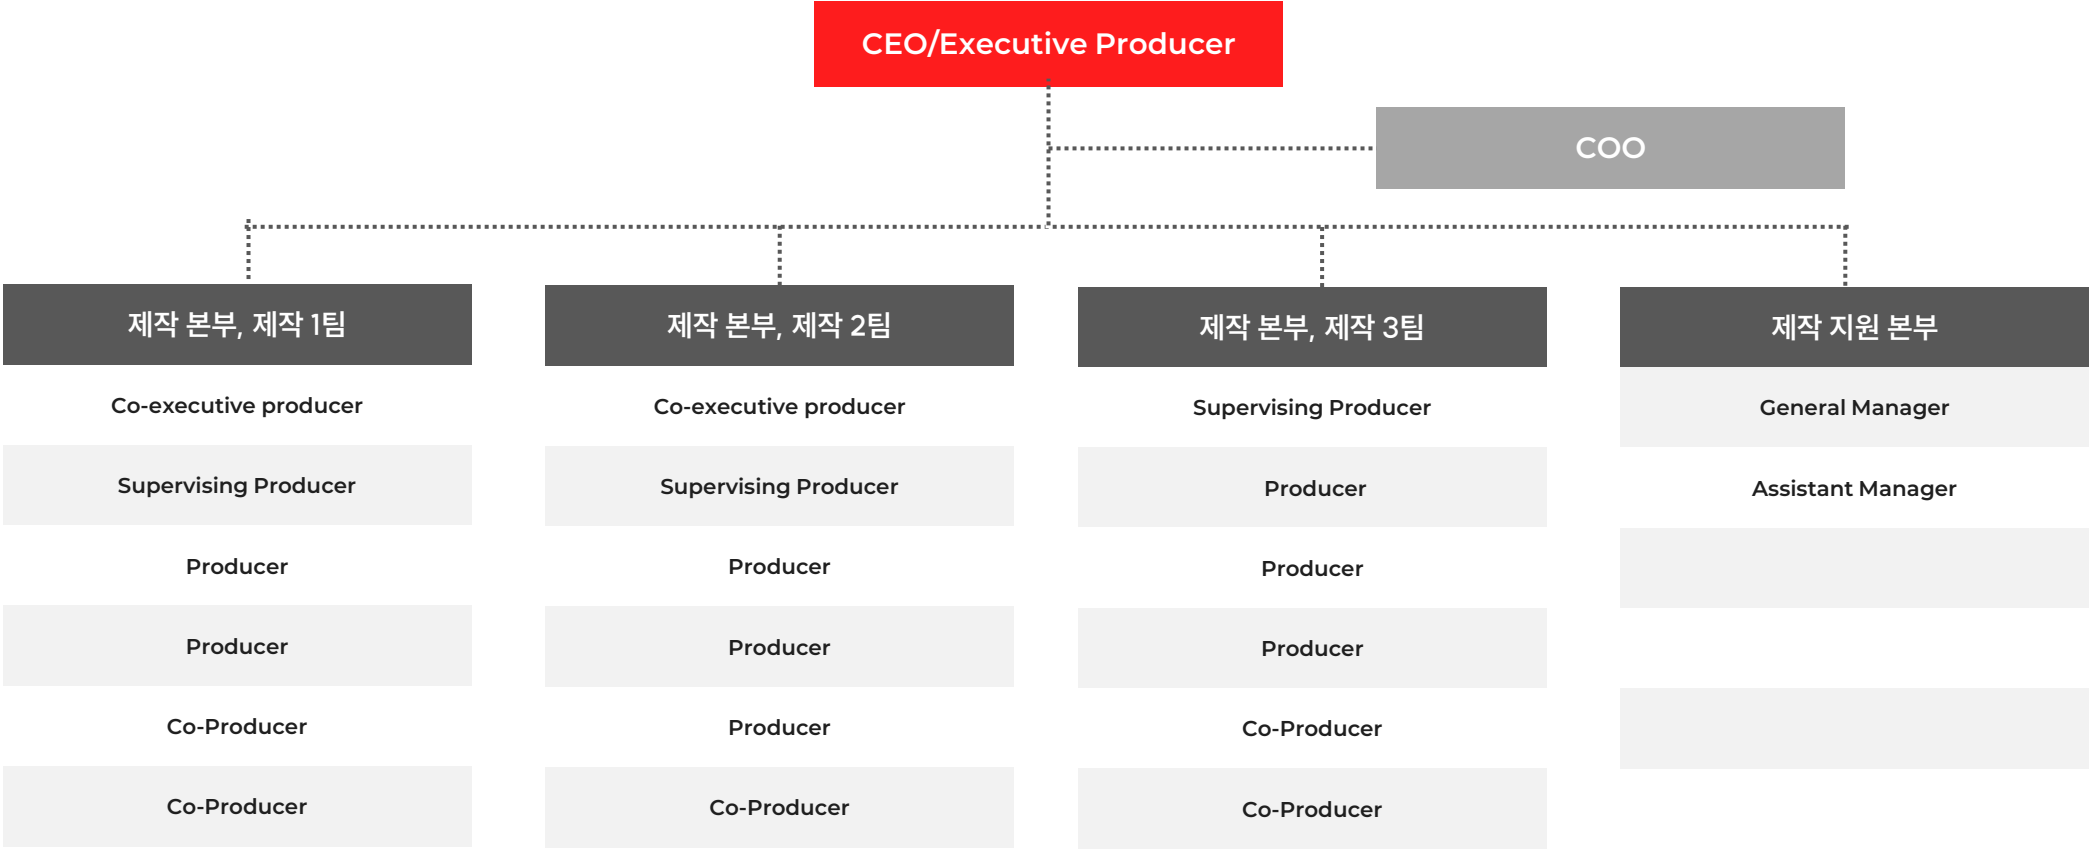 CEO/Executive Producer
COO
제작 본부, 제작 1팀
Co-executive producer
Supervising Producer
Producer
Producer
Co-Producer
Co-Producer
제작 본부, 제작 2팀
Co-executive producer
Supervising Producer
Producer
Producer
Producer
Co-Producer
제작 본부, 제작 3팀
Supervising Producer
Producer
Producer
Producer
Co-Producer
Co-Producer
제작 지원 본부
General Manager
Assistant Manager